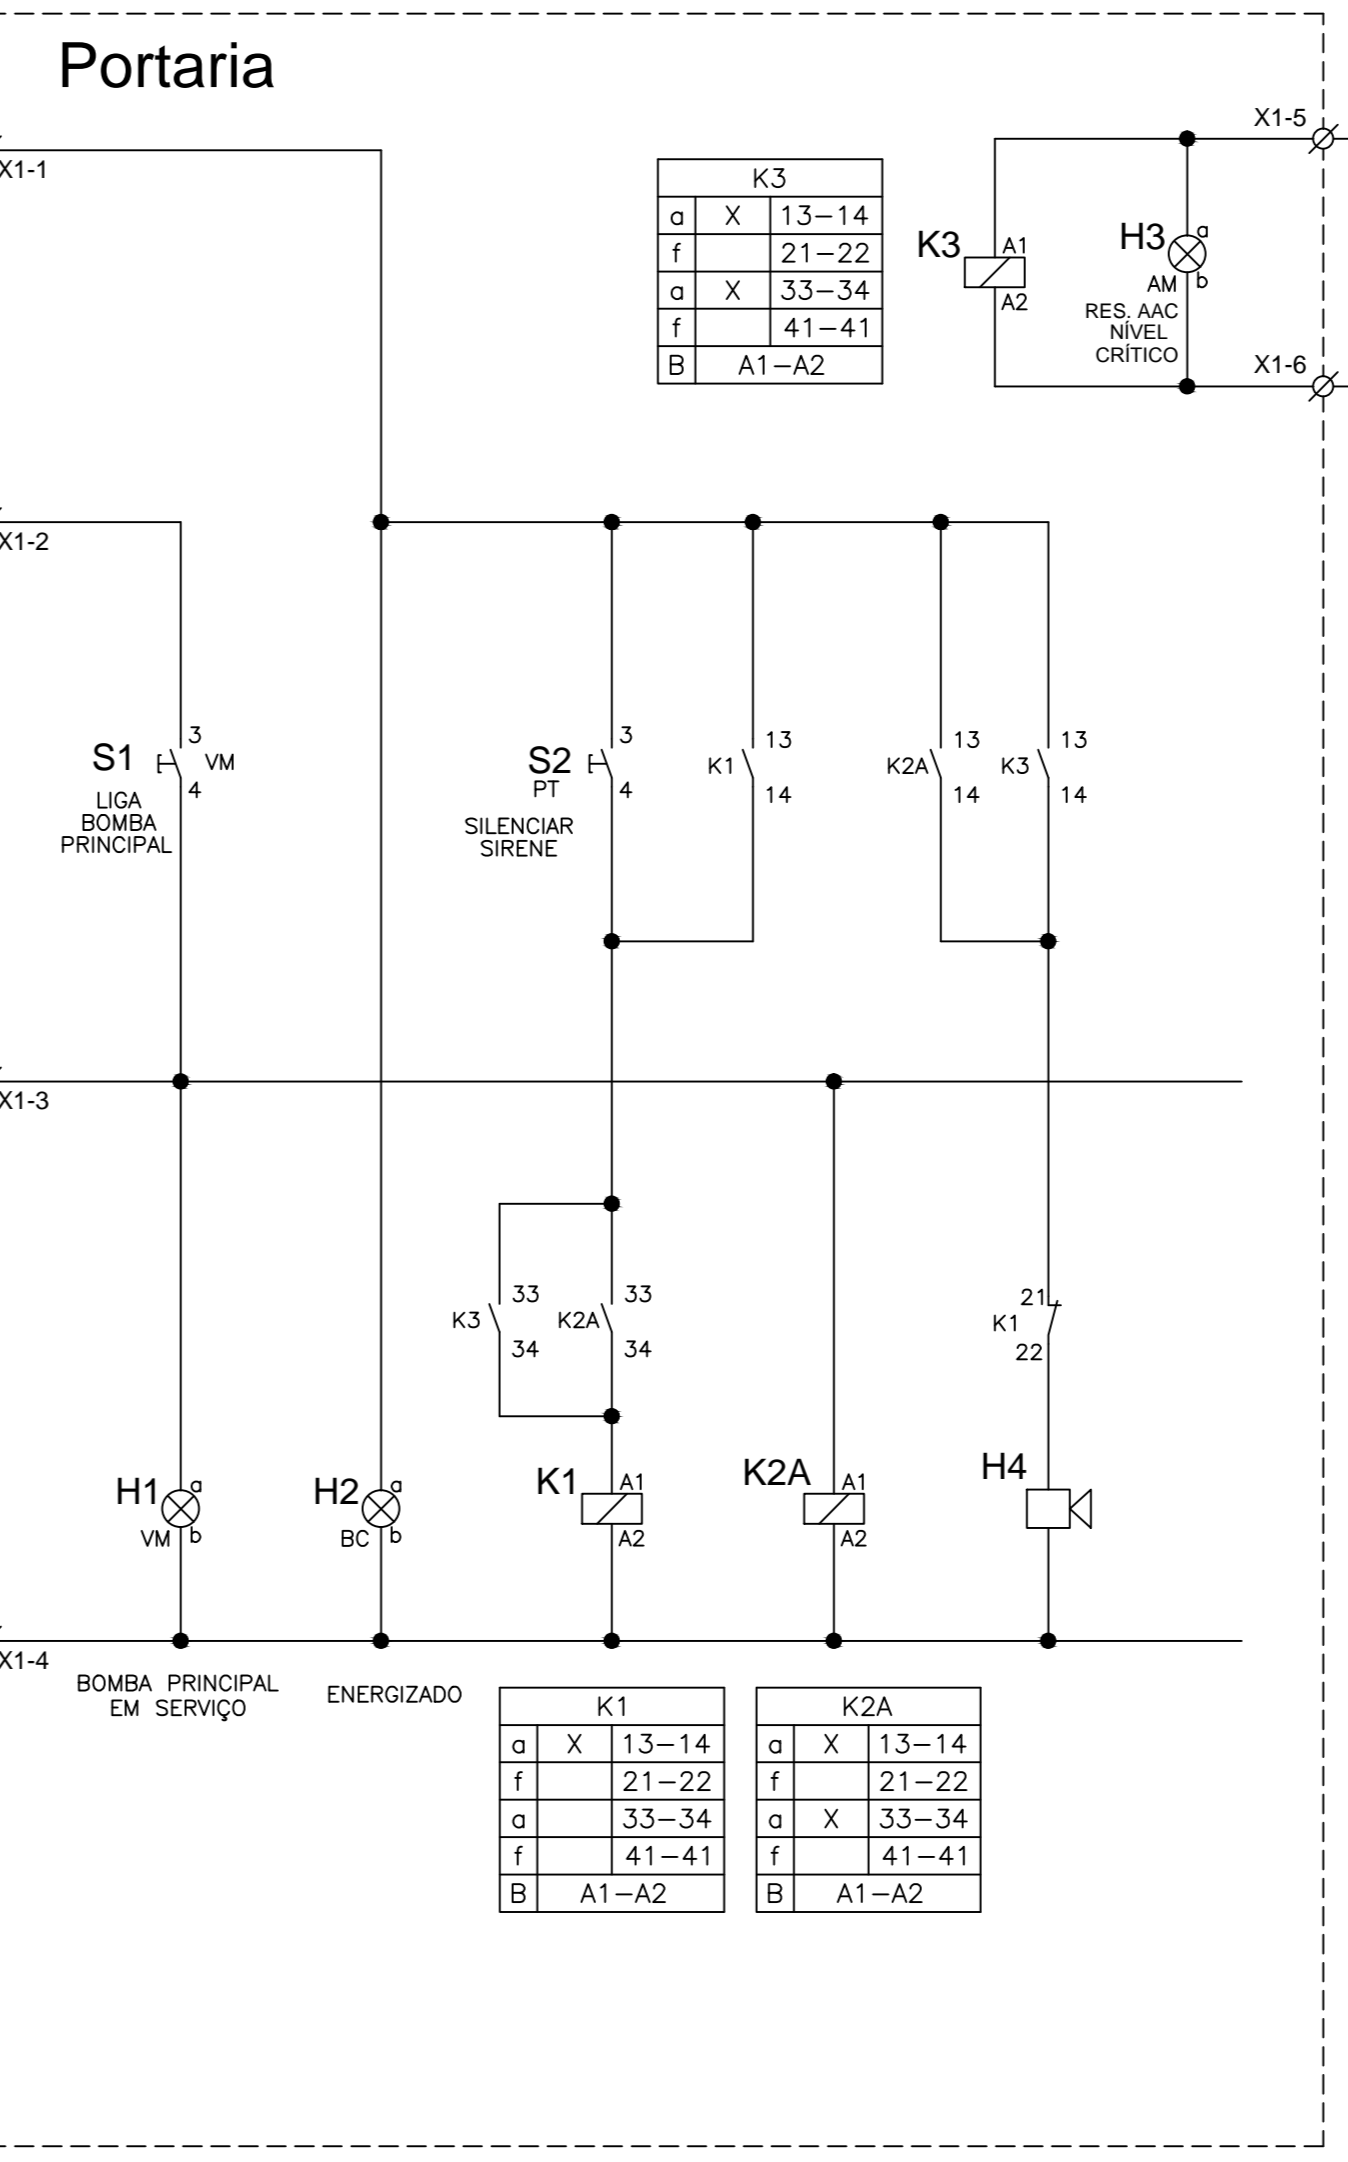 Portaria
X1-1
X1-5
K3
a X 13-14
f 21-22
a X 33-34
f 41-41
B A1-A2
K3
A1
A2
H3
a
b
AM
RES. AAC
NÍVEL
CRÍTICO
X1-6
X1-2
S1
3
VM
4
LIGA
BOMBA
PRINCIPAL
S2
PT
3
4
SILENCIAR
SIRENE
K1
13
14
K2A
13
14
K3
13
14
X1-3
K3
33
34
K2A
33
34
21
K1
22
H1
a
VM
b
H2
a
BC
b
K1
A1
A2
K2A
A1
A2
H4
X1-4
BOMBA PRINCIPAL
EM SERVIÇO
ENERGIZADO
K1
a X 13-14
f 21-22
a 33-34
f 41-41
B A1-A2
K2A
a X 13-14
f 21-22
a X 33-34
f 41-41
B A1-A2